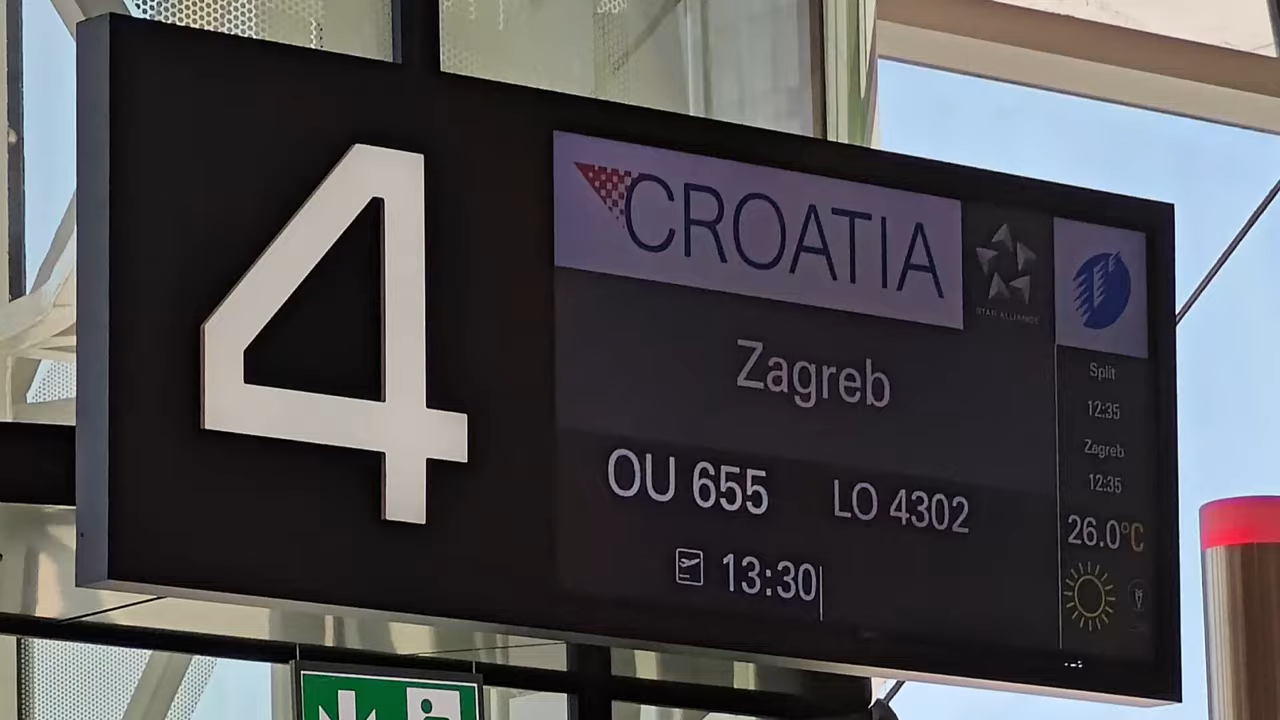 4
CROATIA
STAR ALLIANCE
Zagreb
OU 655 LO 4302
13:30
Split
12:35
Zagreb
12:35
26.0°C